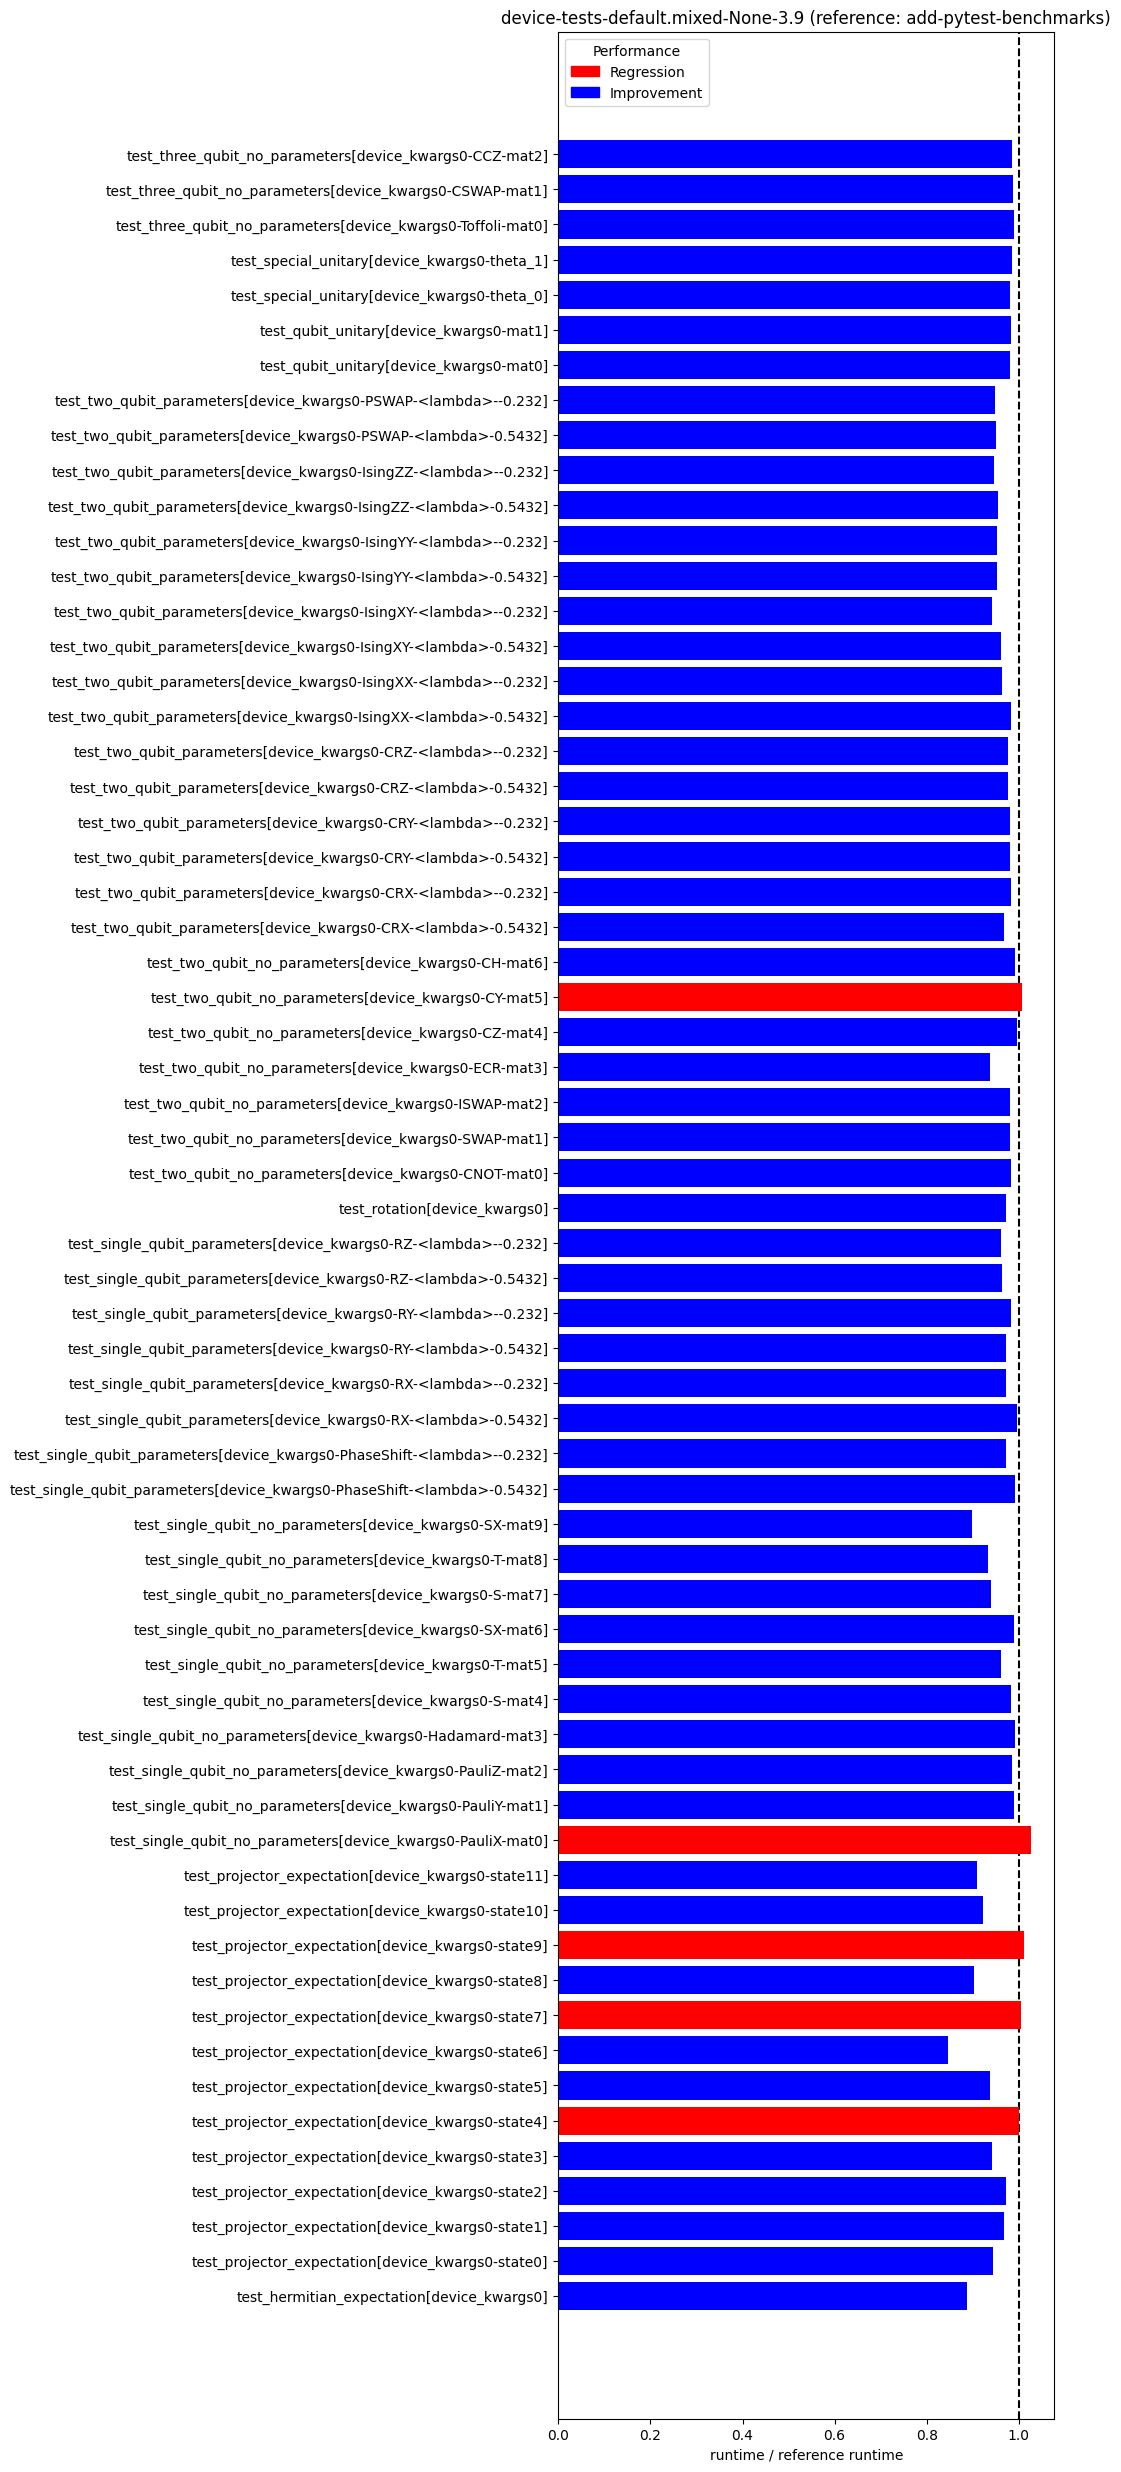 device-tests-default.mixed-None-3.9 (reference: add-pytest-benchmarks)
Performance
Regression
Improvement
test_three_qubit_no_parameters[device_kwargs0-CCZ-mat2]
test_three_qubit_no_parameters[device_kwargs0-CSWAP-mat1]
test_three_qubit_no_parameters[device_kwargs0-Toffoli-mat0]
test_special_unitary[device_kwargs0-theta_1]
test_special_unitary[device_kwargs0-theta_0]
test_qubit_unitary[device_kwargs0-mat1]
test_qubit_unitary[device_kwargs0-mat0]
test_two_qubit_parameters[device_kwargs0-PSWAP-<lambda>--0.232]
test_two_qubit_parameters[device_kwargs0-PSWAP-<lambda>-0.5432]
test_two_qubit_parameters[device_kwargs0-IsingZZ-<lambda>--0.232]
test_two_qubit_parameters[device_kwargs0-IsingZZ-<lambda>-0.5432]
test_two_qubit_parameters[device_kwargs0-IsingYY-<lambda>--0.232]
test_two_qubit_parameters[device_kwargs0-IsingYY-<lambda>-0.5432]
test_two_qubit_parameters[device_kwargs0-IsingXY-<lambda>--0.232]
test_two_qubit_parameters[device_kwargs0-IsingXY-<lambda>-0.5432]
test_two_qubit_parameters[device_kwargs0-IsingXX-<lambda>--0.232]
test_two_qubit_parameters[device_kwargs0-IsingXX-<lambda>-0.5432]
test_two_qubit_parameters[device_kwargs0-CRZ-<lambda>--0.232]
test_two_qubit_parameters[device_kwargs0-CRZ-<lambda>-0.5432]
test_two_qubit_parameters[device_kwargs0-CRY-<lambda>--0.232]
test_two_qubit_parameters[device_kwargs0-CRY-<lambda>-0.5432]
test_two_qubit_parameters[device_kwargs0-CRX-<lambda>--0.232]
test_two_qubit_parameters[device_kwargs0-CRX-<lambda>-0.5432]
test_two_qubit_no_parameters[device_kwargs0-CH-mat6]
test_two_qubit_no_parameters[device_kwargs0-CY-mat5]
test_two_qubit_no_parameters[device_kwargs0-CZ-mat4]
test_two_qubit_no_parameters[device_kwargs0-ECR-mat3]
test_two_qubit_no_parameters[device_kwargs0-ISWAP-mat2]
test_two_qubit_no_parameters[device_kwargs0-SWAP-mat1]
test_two_qubit_no_parameters[device_kwargs0-CNOT-mat0]
test_rotation[device_kwargs0]
test_single_qubit_parameters[device_kwargs0-RZ-<lambda>--0.232]
test_single_qubit_parameters[device_kwargs0-RZ-<lambda>-0.5432]
test_single_qubit_parameters[device_kwargs0-RY-<lambda>--0.232]
test_single_qubit_parameters[device_kwargs0-RY-<lambda>-0.5432]
test_single_qubit_parameters[device_kwargs0-RX-<lambda>--0.232]
test_single_qubit_parameters[device_kwargs0-RX-<lambda>-0.5432]
test_single_qubit_parameters[device_kwargs0-PhaseShift-<lambda>--0.232]
test_single_qubit_parameters[device_kwargs0-PhaseShift-<lambda>-0.5432]
test_single_qubit_no_parameters[device_kwargs0-SX-mat9]
test_single_qubit_no_parameters[device_kwargs0-T-mat8]
test_single_qubit_no_parameters[device_kwargs0-S-mat7]
test_single_qubit_no_parameters[device_kwargs0-SX-mat6]
test_single_qubit_no_parameters[device_kwargs0-T-mat5]
test_single_qubit_no_parameters[device_kwargs0-S-mat4]
test_single_qubit_no_parameters[device_kwargs0-Hadamard-mat3]
test_single_qubit_no_parameters[device_kwargs0-PauliZ-mat2]
test_single_qubit_no_parameters[device_kwargs0-PauliY-mat1]
test_single_qubit_no_parameters[device_kwargs0-PauliX-mat0]
test_projector_expectation[device_kwargs0-state11]
test_projector_expectation[device_kwargs0-state10]
test_projector_expectation[device_kwargs0-state9]
test_projector_expectation[device_kwargs0-state8]
test_projector_expectation[device_kwargs0-state7]
test_projector_expectation[device_kwargs0-state6]
test_projector_expectation[device_kwargs0-state5]
test_projector_expectation[device_kwargs0-state4]
test_projector_expectation[device_kwargs0-state3]
test_projector_expectation[device_kwargs0-state2]
test_projector_expectation[device_kwargs0-state1]
test_projector_expectation[device_kwargs0-state0]
test_hermitian_expectation[device_kwargs0]
0.0 0.2 0.4 0.6 0.8 1.0
runtime / reference runtime